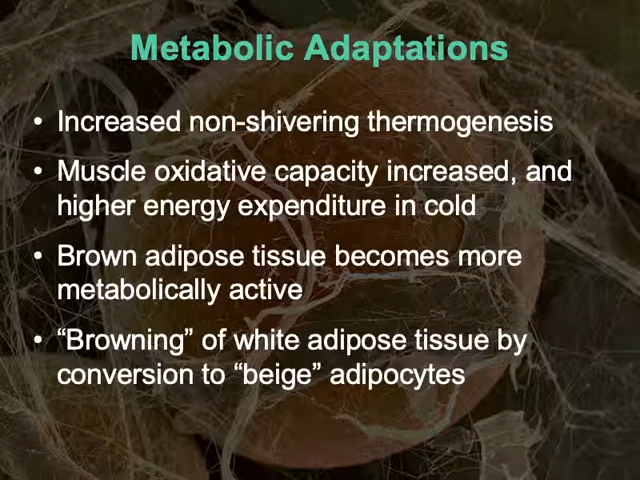 Metabolic Adaptations
• Increased non-shivering thermogenesis
• Muscle oxidative capacity increased, and
higher energy expenditure in cold
• Brown adipose tissue becomes more
metabolically active
• “Browning” of white adipose tissue by
conversion to “beige” adipocytes